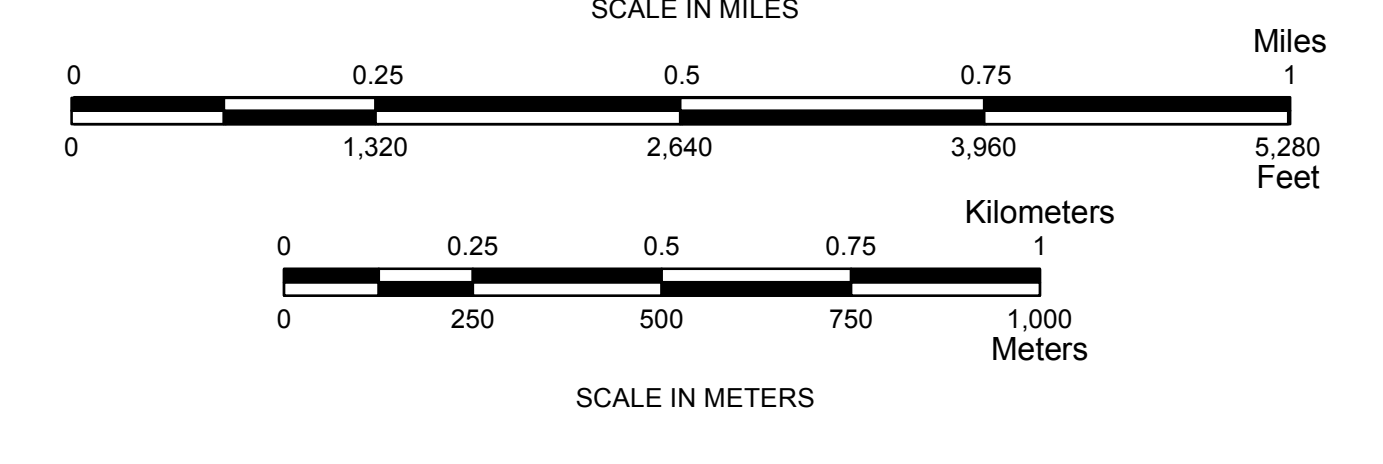 SCALE IN MILES
Miles
0 0.25 0.5 0.75 1
0 1,320 2,640 3,960 5,280
Feet
Kilometers
0 0.25 0.5 0.75 1
0 250 500 750 1,000
Meters
SCALE IN METERS